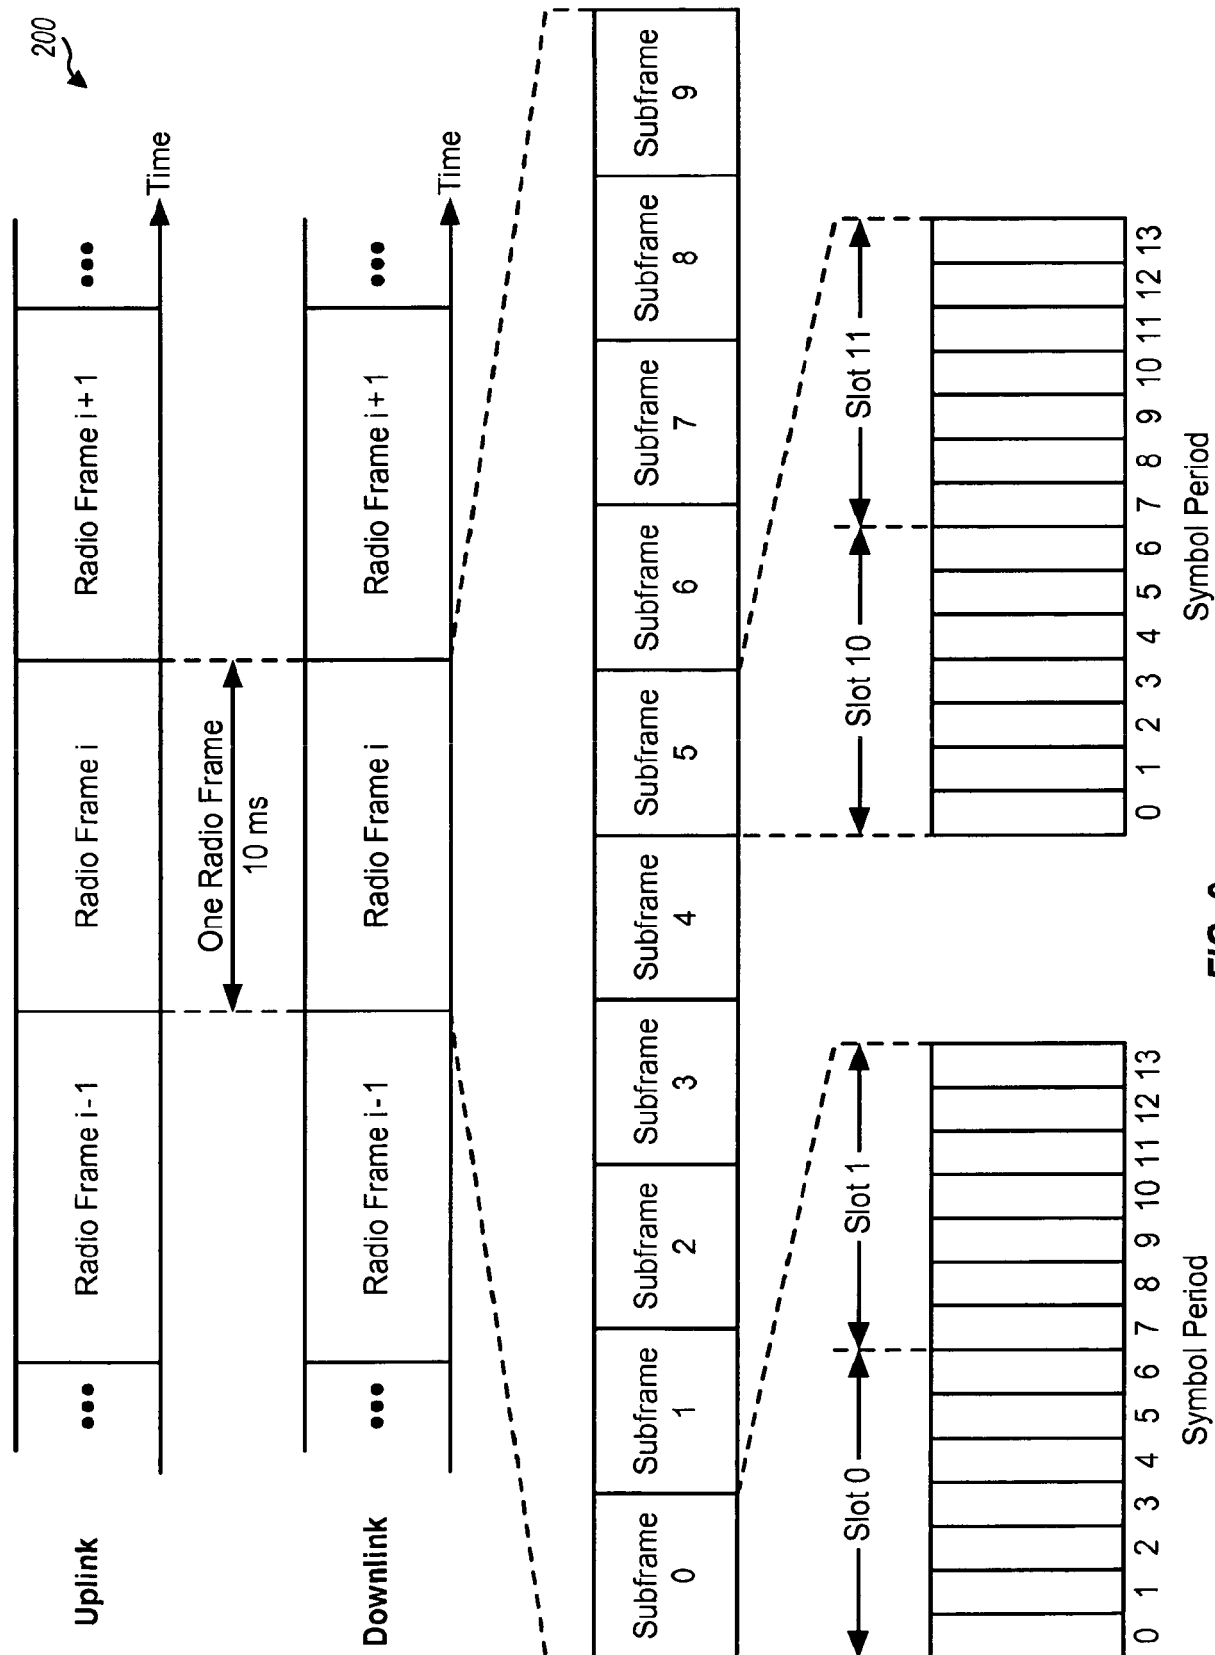 200
Uplink
•••
Radio Frame i - 1
Radio Frame i
Radio Frame i + 1
•••
Time
One Radio Frame
10 ms
Downlink
•••
Radio Frame i - 1
Radio Frame i
Radio Frame i + 1
•••
Time
Subframe
0
Subframe
1
Subframe
2
Subframe
3
Subframe
4
Subframe
5
Subframe
6
Subframe
7
Subframe
8
Subframe
9
Slot 0
Slot 1
Slot 10
Slot 11
0 1 2 3 4 5 6 7 8 9 10 11 12 13
Symbol Period
0 1 2 3 4 5 6 7 8 9 10 11 12 13
Symbol Period
FIG.